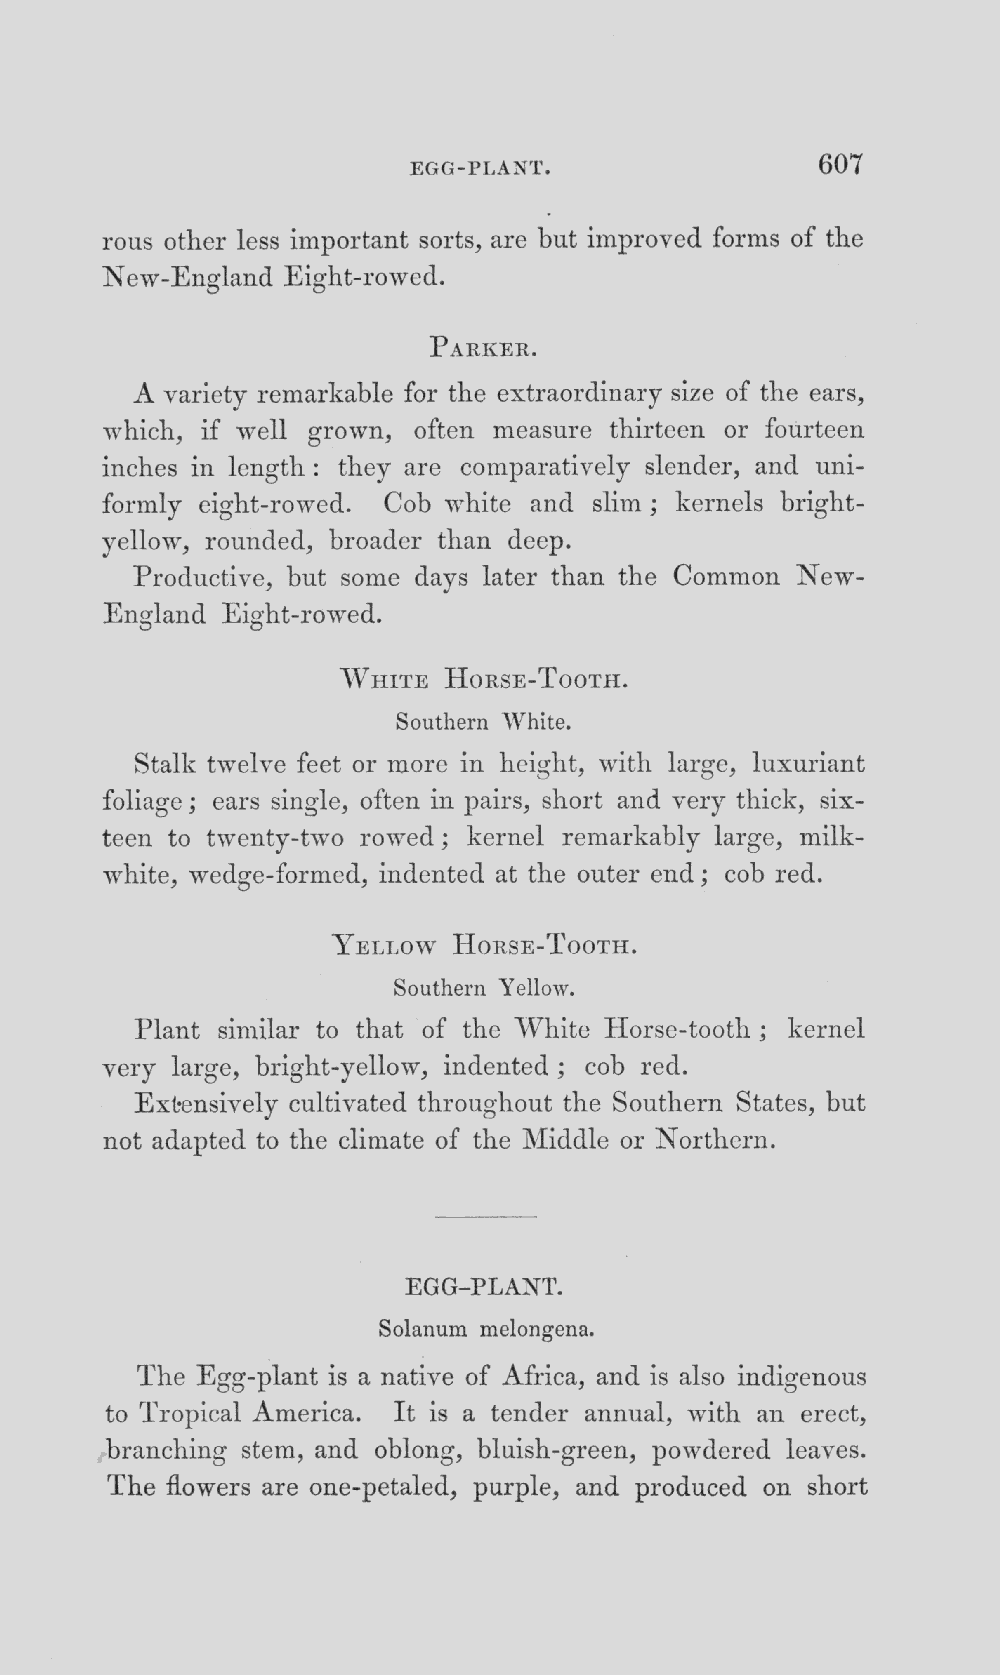 EGG-PLANT. 607
rous other less important sorts, are but improved forms of the
New-England Eight-rowed.
PARKER.
A variety remarkable for the extraordinary size of the ears,
which, if well grown, often measure thirteen or fourteen
inches in length : they are comparatively slender, and uni-
formly eight-rowed. Cob white and slim ; kernels bright-
yellow, rounded, broader than deep.
Productive, but some days later than the Common New-
England Eight-rowed.
WHITE HORSE-TOOTH.
Southern White.
Stalk twelve feet or more in height, with large, luxuriant
foliage ; ears single, often in pairs, short and very thick, six-
teen to twenty-two rowed ; kernel remarkably large, milk-
white, wedge-formed, indented at the outer end ; cob red.
YELLOW HORSE-TOOTH.
Southern Yellow.
Plant similar to that of the White Horse-tooth ; kernel
very large, bright-yellow, indented ; cob red.
Extensively cultivated throughout the Southern States, but
not adapted to the climate of the Middle or Northern.
EGG-PLANT.
Solanum melongena.
The Egg-plant is a native of Africa, and is also indigenous
to Tropical America. It is a tender annual, with an erect,
branching stem, and oblong, bluish-green, powdered leaves.
The flowers are one-petaled, purple, and produced on short